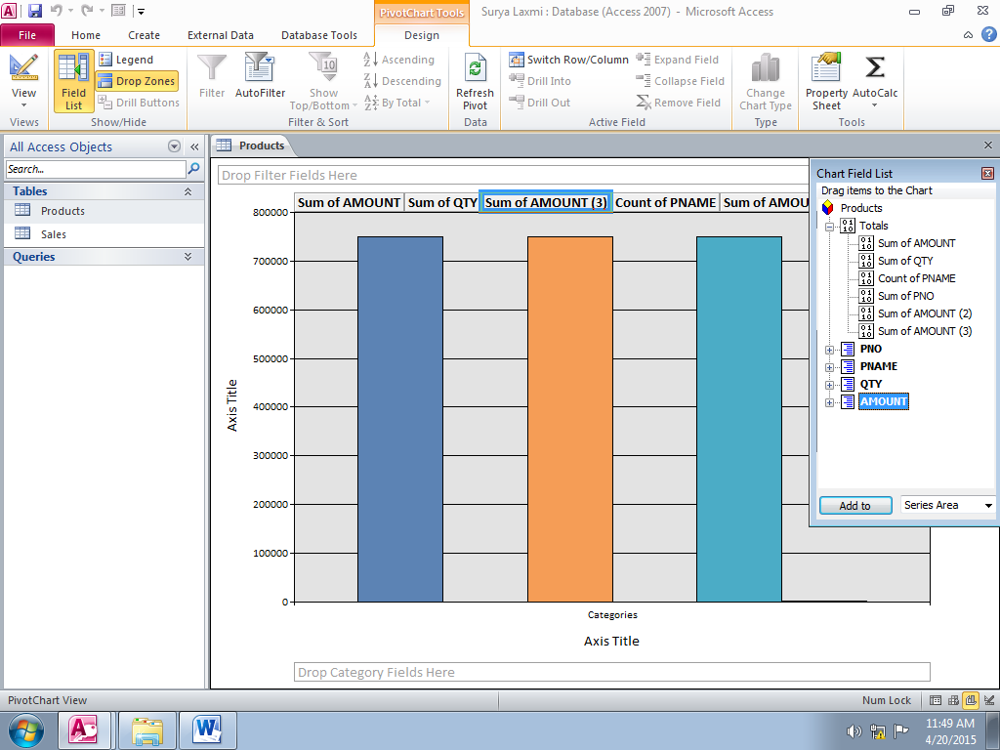 PivotChart Tools
Surya Laxmi : Database (Access 2007)  -  Microsoft Access
File
Home
Create
External Data
Database Tools
Design
View
Views
Field
List
Legend
Drop Zones
Drill Buttons
Show/Hide
Filter
AutoFilter
Show
Top/Bottom
Ascending
Descending
By Total
Filter & Sort
Refresh
Pivot
Data
Switch Row/Column
Drill Into
Drill Out
Expand Field
Collapse Field
Remove Field
Active Field
Change
Chart Type
Type
Property
Sheet
AutoCalc
Tools
All Access Objects
Search...
Tables
Products
Sales
Queries
Products
Drop Filter Fields Here
Sum of AMOUNT
Sum of QTY
Sum of AMOUNT (3)
Count of PNAME
Sum of AMOU
800000
700000
600000
500000
400000
300000
200000
100000
0
Axis Title
Categories
Axis Title
Drop Category Fields Here
Chart Field List
Drag items to the Chart
Products
Totals
Sum of AMOUNT
Sum of QTY
Count of PNAME
Sum of PNO
Sum of AMOUNT (2)
Sum of AMOUNT (3)
PNO
PNAME
QTY
AMOUNT
Add to
Series Area
PivotChart View
Num Lock
11:49 AM
4/20/2015